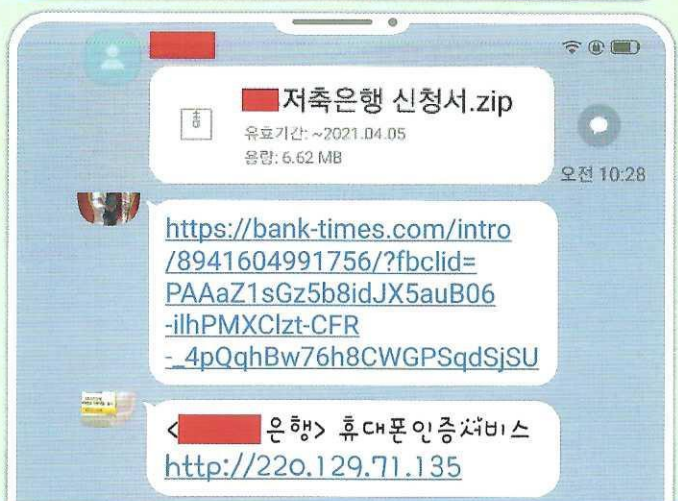 저축은행 신청서.zip
유효기간: ~2021.04.05
용량: 6.62 MB
오전 10:28
https://bank-times.com/intro
/8941604991756/?fbclid=
PAAaZ1sGz5b8idJX5auB06
-ilhPMXClzt-CFR
-_4pQqhBw76h8CWGPSqdSjSU
< 은행> 휴대폰인증서비스
http://220.129.71.135